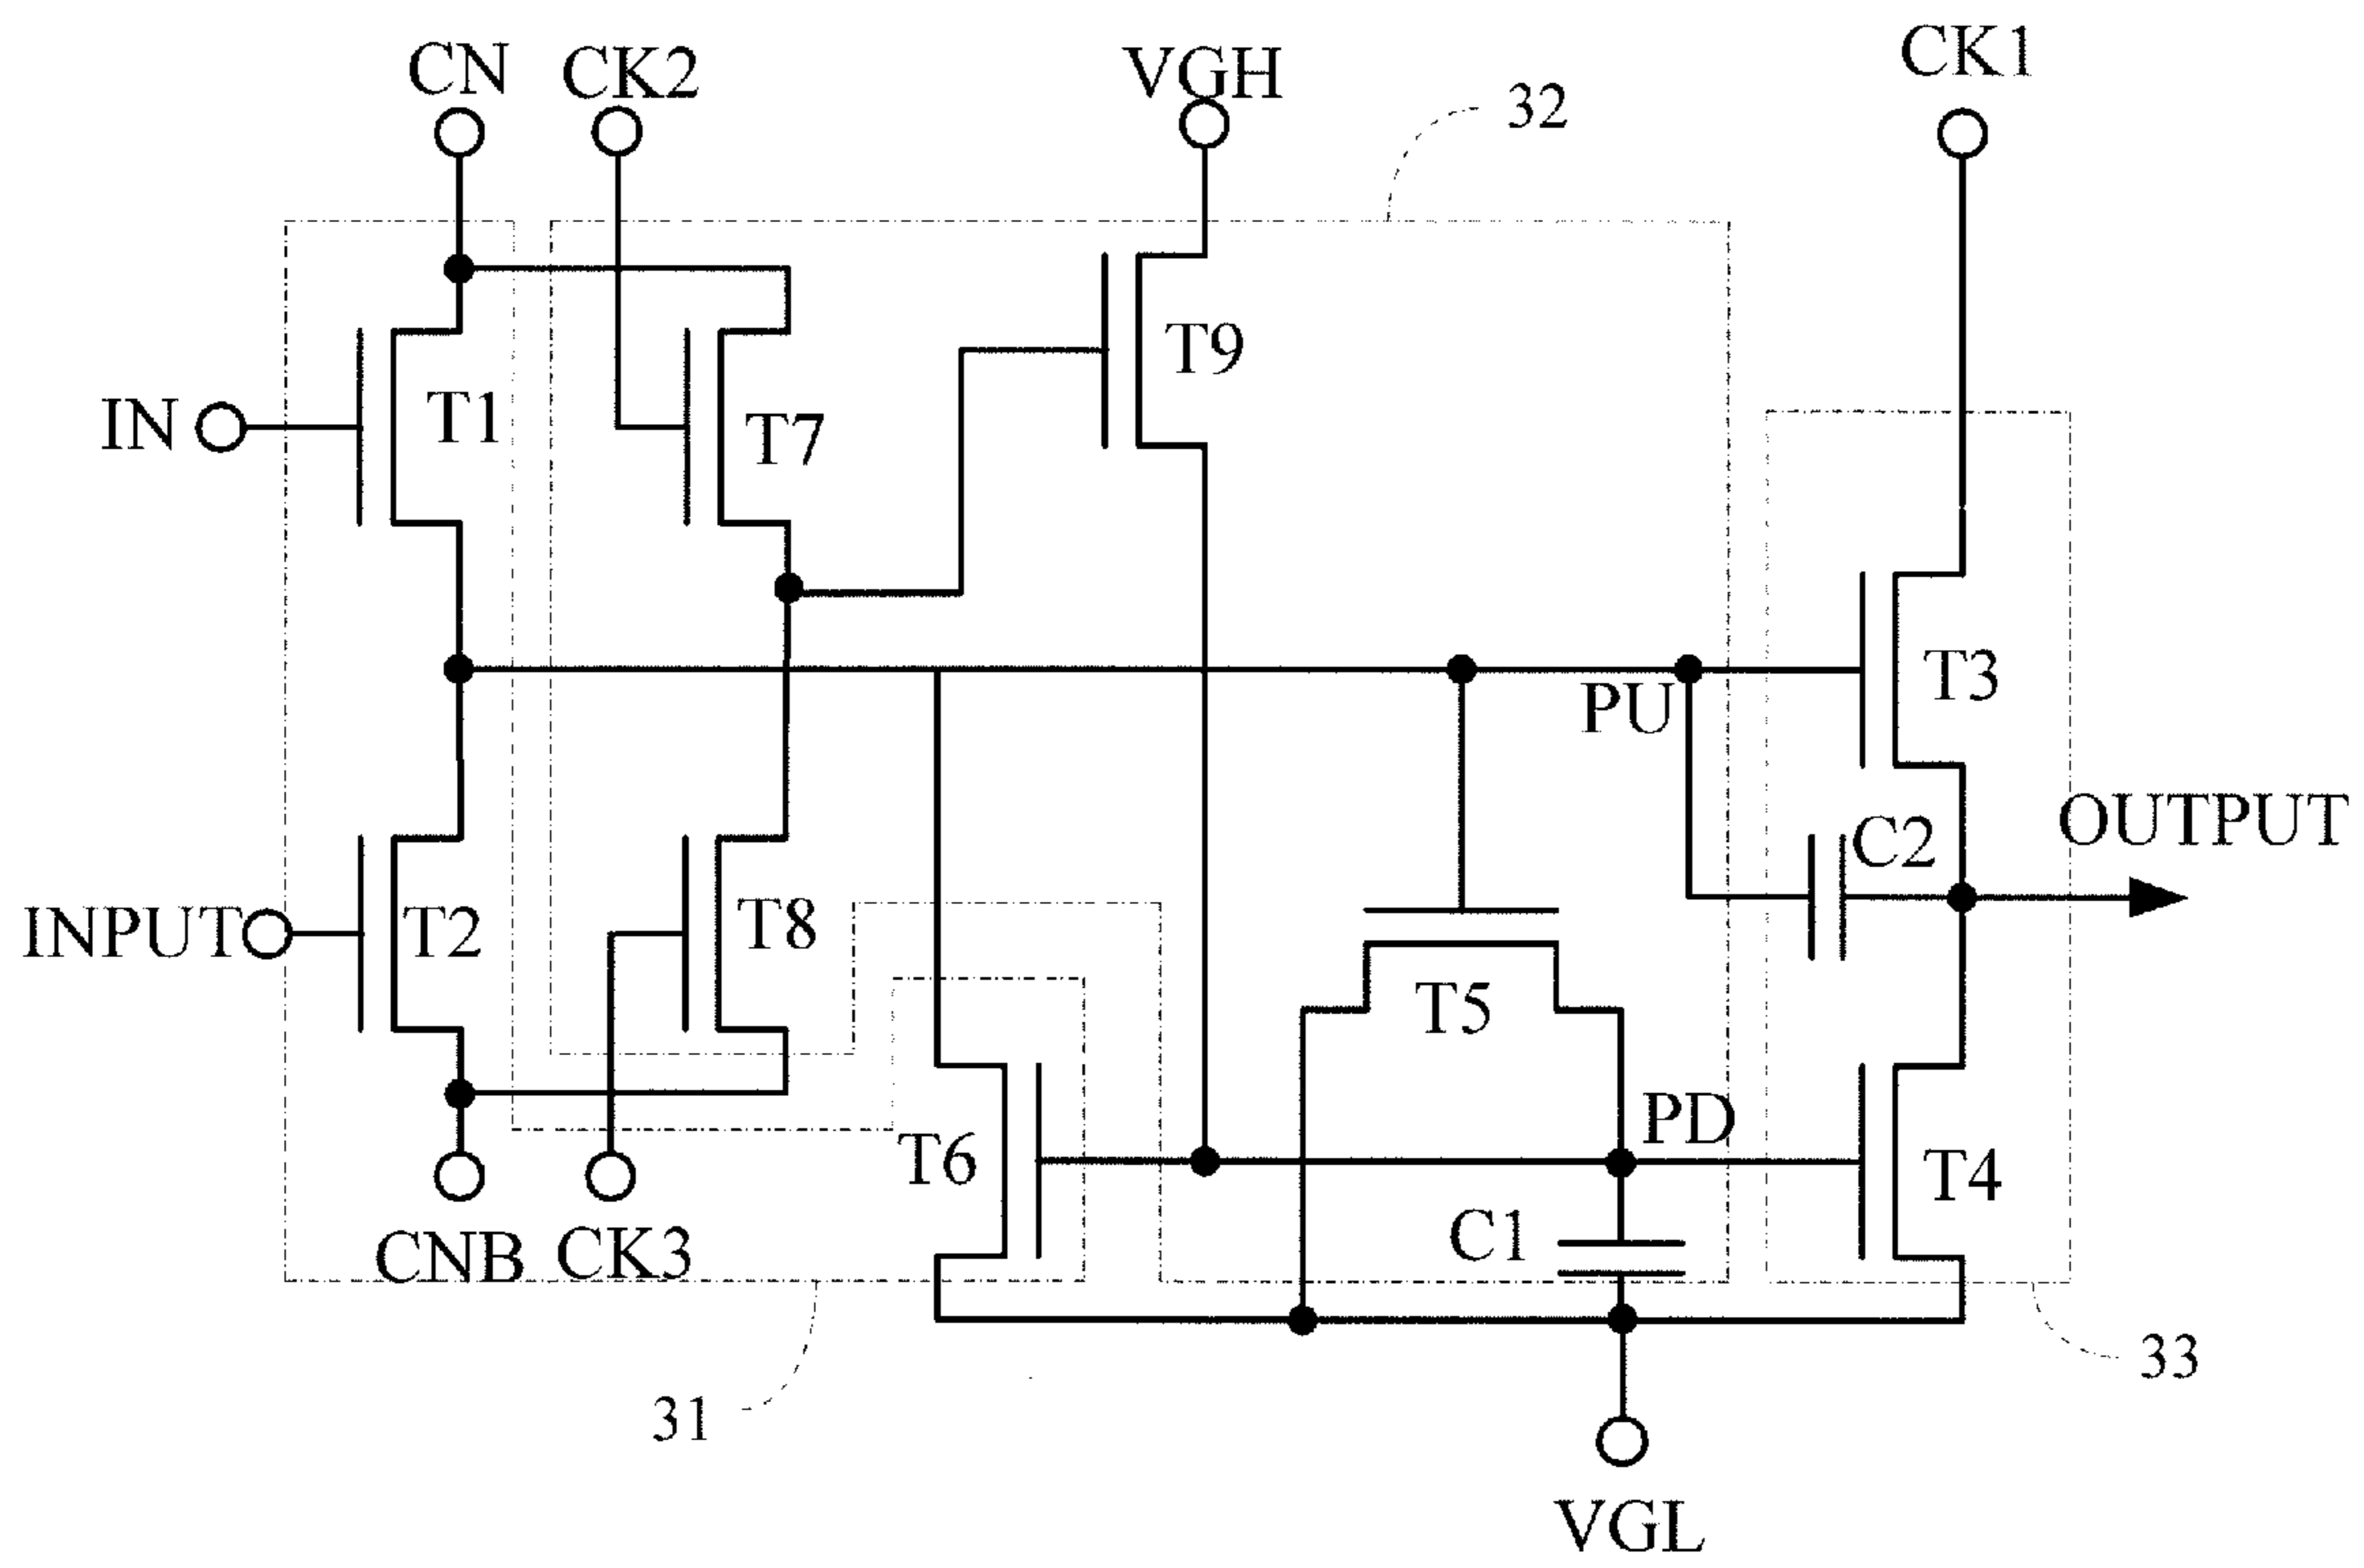 CN
CK2
VGH
32
CK1
T9
IN
T1
T7
T3
PU
OUTPUT
C2
INPUT
T2
T8
T5
PD
T6
T4
C1
CNB
CK3
33
31
VGL